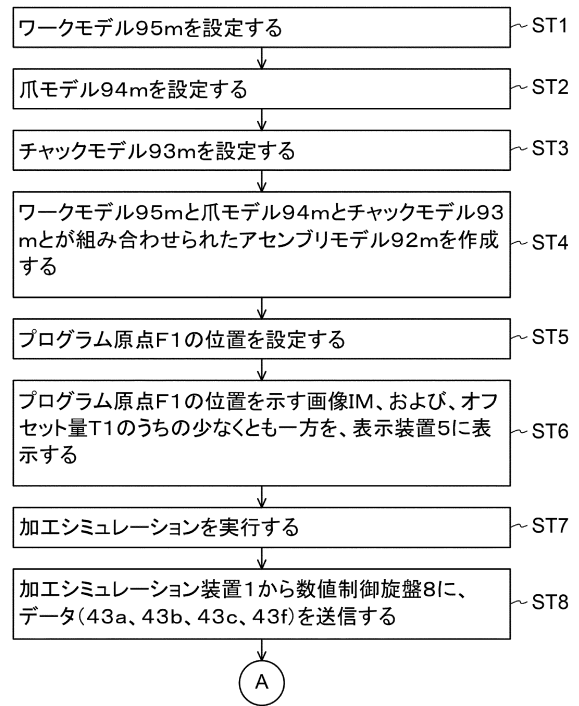 ワークモデル95mを設定する
ST1
爪モデル94mを設定する
ST2
チャックモデル93mを設定する
ST3
ワークモデル95mと爪モデル94mとチャックモデル93
mとが組み合わせられたアセンブリモデル92mを作成
する
ST4
プログラム原点F1の位置を設定する
ST5
プログラム原点F1の位置を示す画像IM、および、オフ
セット量T1のうちの少なくとも一方を、表示装置5に表
示する
ST6
加工シミュレーションを実行する
ST7
加工シミュレーション装置1から数値制御旋盤8に、
データ(43a、43b、43c、43f)を送信する
ST8
A